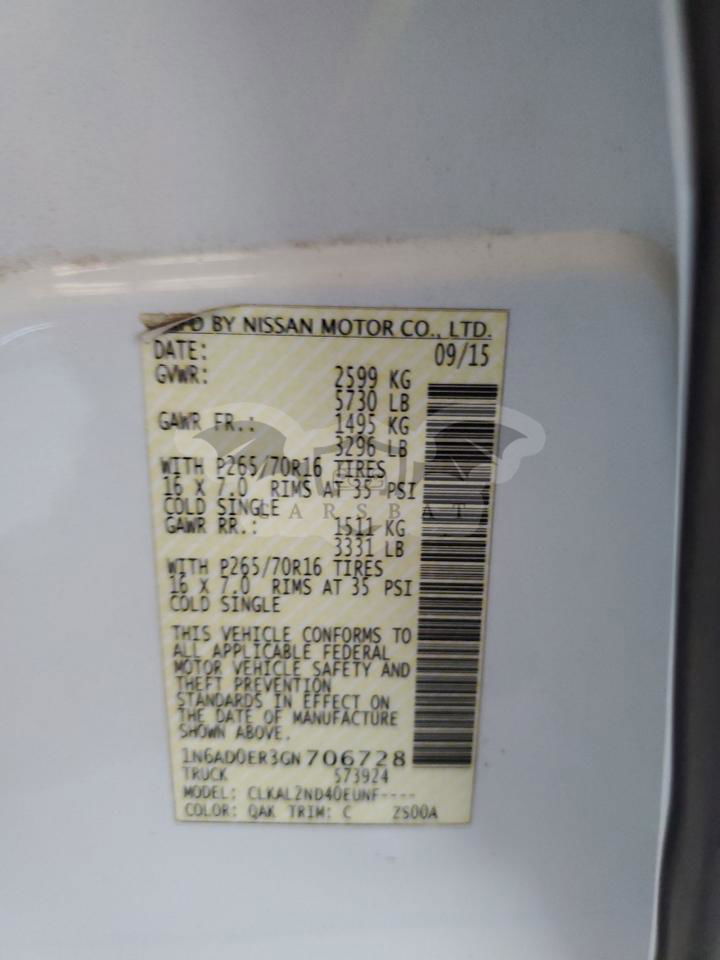 MFD BY NISSAN MOTOR CO., LTD.
DATE: 09/15
GVWR: 2599 KG
5730 LB
GAWR FR.: 1495 KG
3296 LB
WITH P265/70R16 TIRES
16 X 7.0 RIMS AT 35 PSI
COLD SINGLE
GAWR RR.: 1511 KG
3331 LB
WITH P265/70R16 TIRES
16 X 7.0 RIMS AT 35 PSI
COLD SINGLE
THIS VEHICLE CONFORMS TO
ALL APPLICABLE FEDERAL
MOTOR VEHICLE SAFETY AND
THEFT PREVENTION
STANDARDS IN EFFECT ON
THE DATE OF MANUFACTURE
SHOWN ABOVE.
1N6AD0ER3GN706728
TRUCK 573924
MODEL: CLKAL2ND40EUNF----
COLOR: QAK TRIM: C ZS00A
ARSBAT